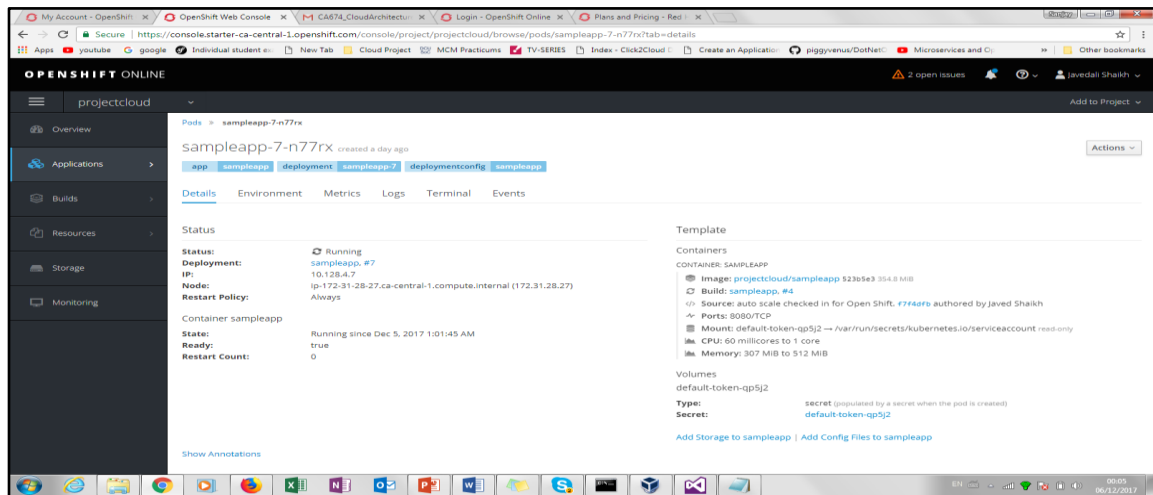 My Account - OpenShift
OpenShift Web Console
MCA674_CloudArchitectur
Login - OpenShift Online
Plans and Pricing - Red
Sanjay
Secure | https://console.starter-ca-central-1.openshift.com/console/project/projectcloud/browse/pods/sampleapp-7-n77rx?tab=details
Apps youtube google Individual student ex New Tab Cloud Project MCM Practicums TV-SERIES Index - Click2Cloud Create an Application piggyvenus/DotNet Microservices and Op » Other bookmarks
OPENSHIFT ONLINE
2 open issues
Javedali Shaikh
projectcloud
Add to Project
Overview
Applications
Builds
Resources
Storage
Monitoring
Pods » sampleapp-7-n77rx
sampleapp-7-n77rx created a day ago
Actions
app sampleapp deployment sampleapp-7 deploymentconfig sampleapp
Details Environment Metrics Logs Terminal Events
Status
Status: Running
Deployment: sampleapp, #7
IP: 10.128.4.7
Node: ip-172-31-28-27.ca-central-1.compute.internal (172.31.28.27)
Restart Policy: Always
Container sampleapp
State: Running since Dec 5, 2017 1:01:45 AM
Ready: true
Restart Count: 0
Show Annotations
Template
Containers
CONTAINER: SAMPLEAPP
Image: projectcloud/sampleapp 523b5e3 354.8 MiB
Build: sampleapp, #4
Source: auto scale checked in for Open Shift. f7f4dfb authored by Javed Shaikh
Ports: 8080/TCP
Mount: default-token-qp5j2 → /var/run/secrets/kubernetes.io/serviceaccount read-only
CPU: 60 millicores to 1 core
Memory: 307 MiB to 512 MiB
Volumes
default-token-qp5j2
Type: secret (populated by a secret when the pod is created)
Secret: default-token-qp5j2
Add Storage to sampleapp | Add Config Files to sampleapp
EN
00:05
06/12/2017